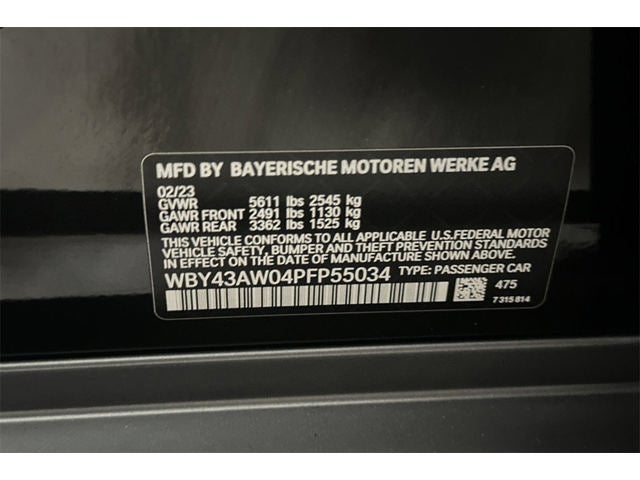 MFD BY BAYERISCHE MOTOREN WERKE AG
02/23
GVWR 5611 lbs 2545 kg
GAWR FRONT 2491 lbs 1130 kg
GAWR REAR 3362 lbs 1525 kg
THIS VEHICLE CONFORMS TO ALL APPLICABLE U.S.FEDERAL MOTOR
VEHICLE SAFETY, BUMPER AND THEFT PREVENTION STANDARDS
IN EFFECT ON THE DATE OF MANUFACTURE SHOWN ABOVE.
WBY43AW04PFP55034 TYPE: PASSENGER CAR
475
7 315 814